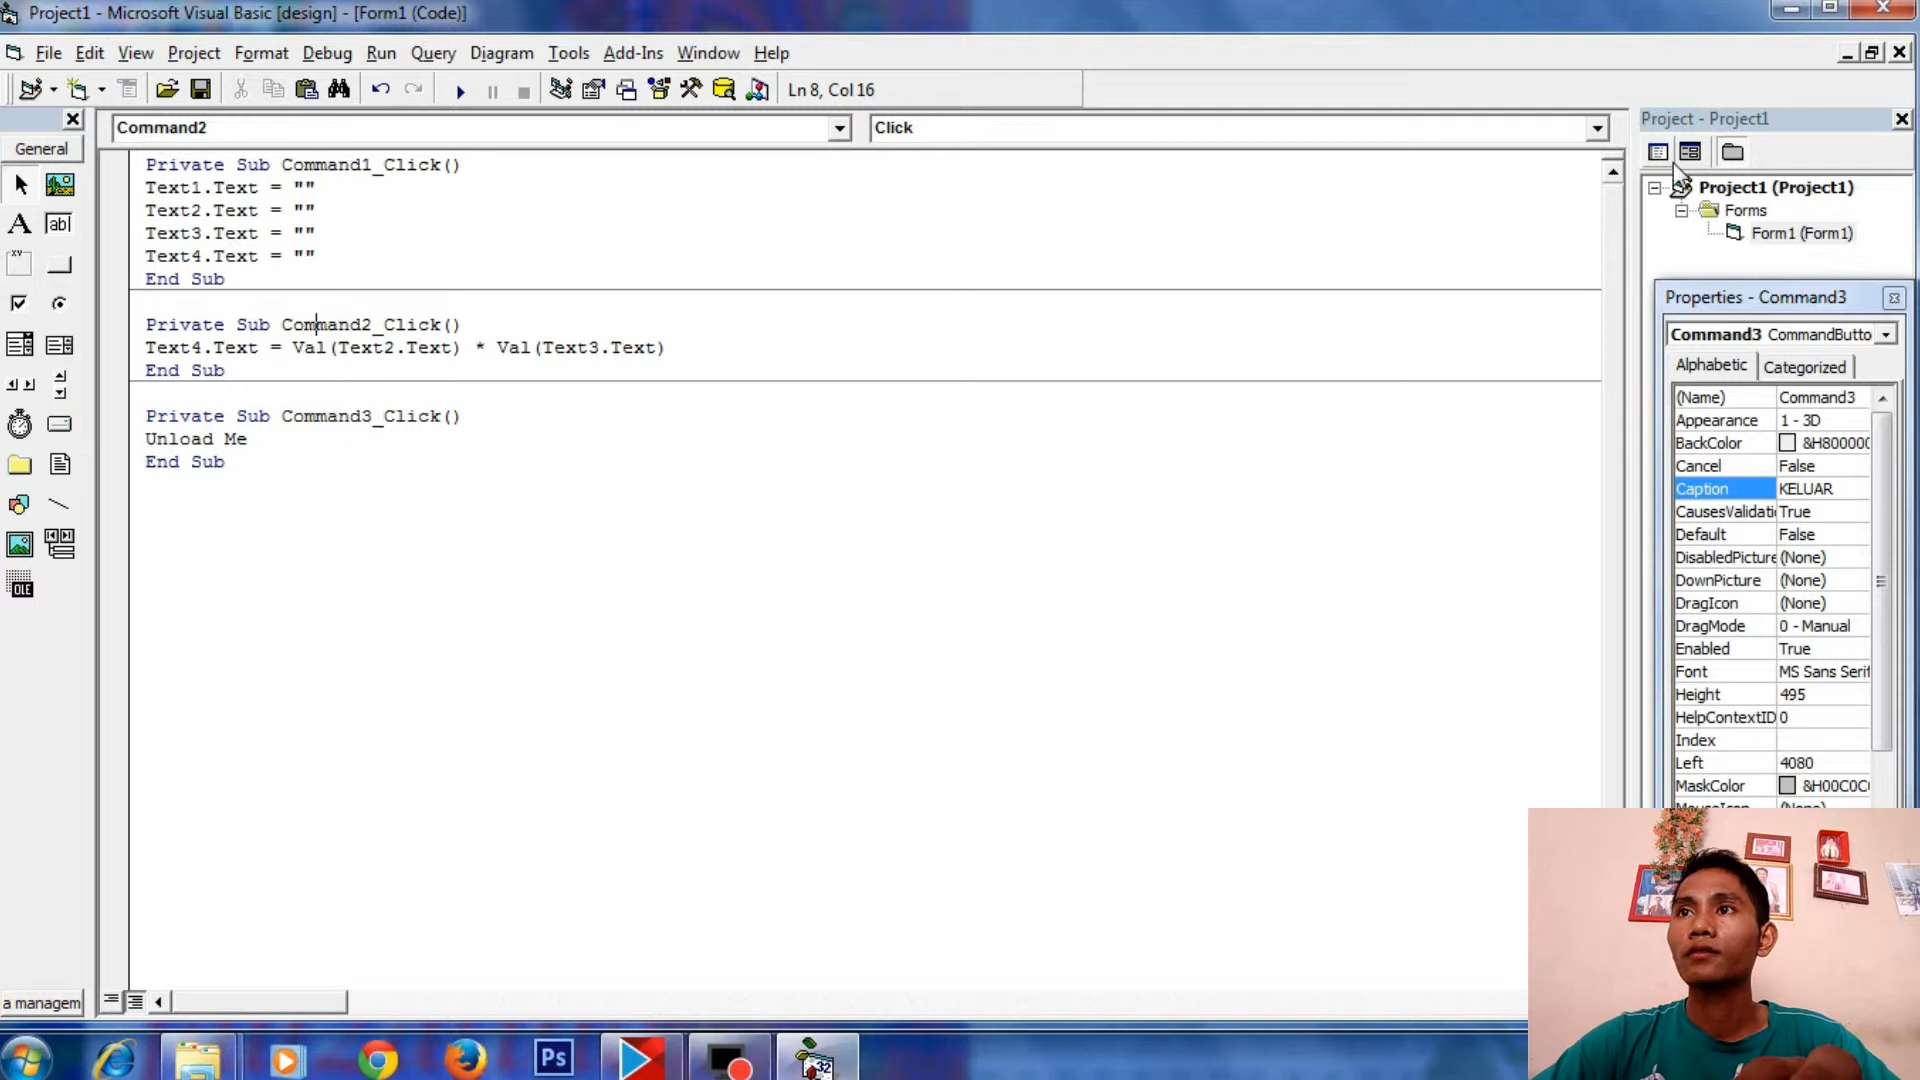 Project1 - Microsoft Visual Basic [design] - [Form1 (Code)]
File Edit View Project Format Debug Run Query Diagram Tools Add-Ins Window Help
Ln 8, Col 16
General
Command2
Click
Private Sub Command1_Click()
Text1.Text = ""
Text2.Text = ""
Text3.Text = ""
Text4.Text = ""
End Sub
Private Sub Command2_Click()
Text4.Text = Val(Text2.Text) * Val(Text3.Text)
End Sub
Private Sub Command3_Click()
Unload Me
End Sub
A
ab|
XY
OLE
a managem
Project - Project1
Project1 (Project1)
Forms
Form1 (Form1)
Properties - Command3
Command3 CommandButto
Alphabetic Categorized
(Name) Command3
Appearance 1 - 3D
BackColor &H800000
Cancel False
Caption KELUAR
CausesValidati True
Default False
DisabledPicture (None)
DownPicture (None)
DragIcon (None)
DragMode 0 - Manual
Enabled True
Font MS Sans Serif
Height 495
HelpContextID 0
Index
Left 4080
MaskColor &H00C0C
Ps
32